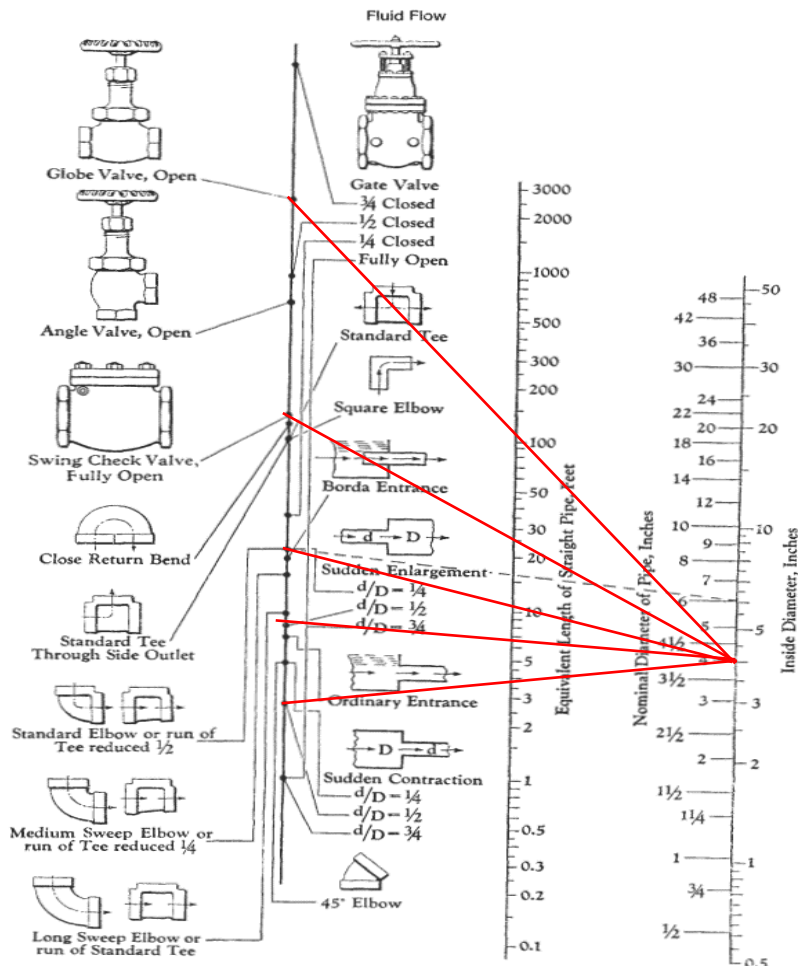 Fluid Flow
Globe Valve, Open
Angle Valve, Open
Swing Check Valve,
Fully Open
Close Return Bend
Standard Tee
Through Side Outlet
Standard Elbow or run of
Tee reduced ½
Medium Sweep Elbow or
run of Tee reduced ¼
Long Sweep Elbow or
run of Standard Tee
Gate Valve
¾ Closed
½ Closed
¼ Closed
Fully Open
Standard Tee
Square Elbow
Borda Entrance
d D
Sudden Enlargement
d/D = ¼
d/D = ½
d/D = ¾
Ordinary Entrance
D d
Sudden Contraction
d/D = ¼
d/D = ½
d/D = ¾
45° Elbow
3000
2000
1000
500
300
200
100
50
30
20
10
5
3
2
1
0.5
0.3
0.2
0.1
Equivalent Length of Straight Pipe, Feet
48
42
36
30
24
22
20
18
16
14
12
10
9
8
7
6
5
4½
4
3½
3
2½
2
1½
1¼
1
¾
½
Nominal Diameter of Pipe, Inches
50
30
20
10
5
3
2
1
0.5
Inside Diameter, Inches